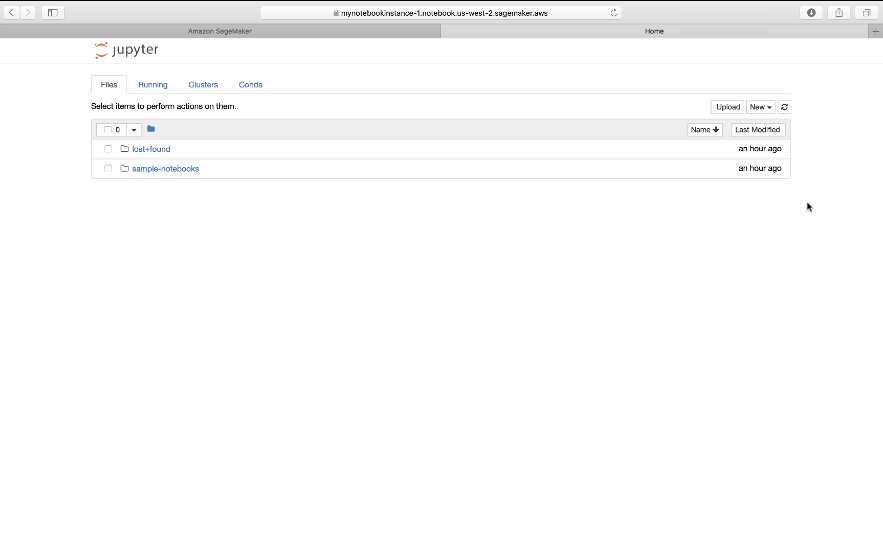 mynotebookinstance-1.notebook.us-west-2.sagemaker.aws
Amazon SageMaker
Home
jupyter
Files
Running
Clusters
Conda
Select items to perform actions on them.
Upload
New
0
Name
Last Modified
lost+found
an hour ago
sample-notebooks
an hour ago